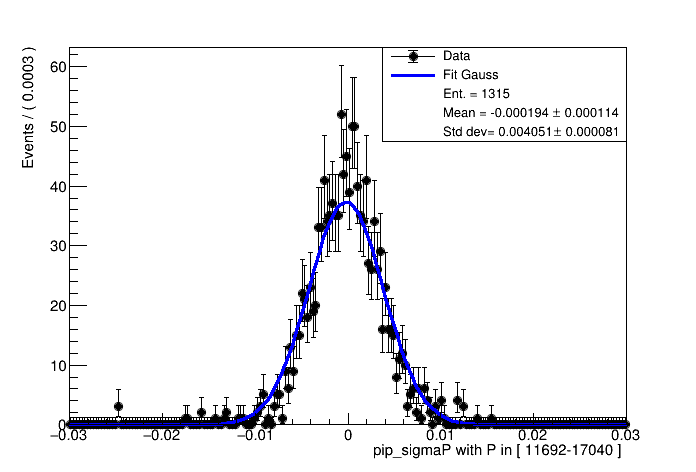 Events / ( 0.0003 )
60
50
40
30
20
10
0
Data
Fit Gauss
Ent. = 1315
Mean = -0.000194 ± 0.000114
Std dev= 0.004051± 0.000081
−0.03 −0.02 −0.01 0 0.01 0.02 0.03
pip_sigmaP with P in [ 11692-17040 ]